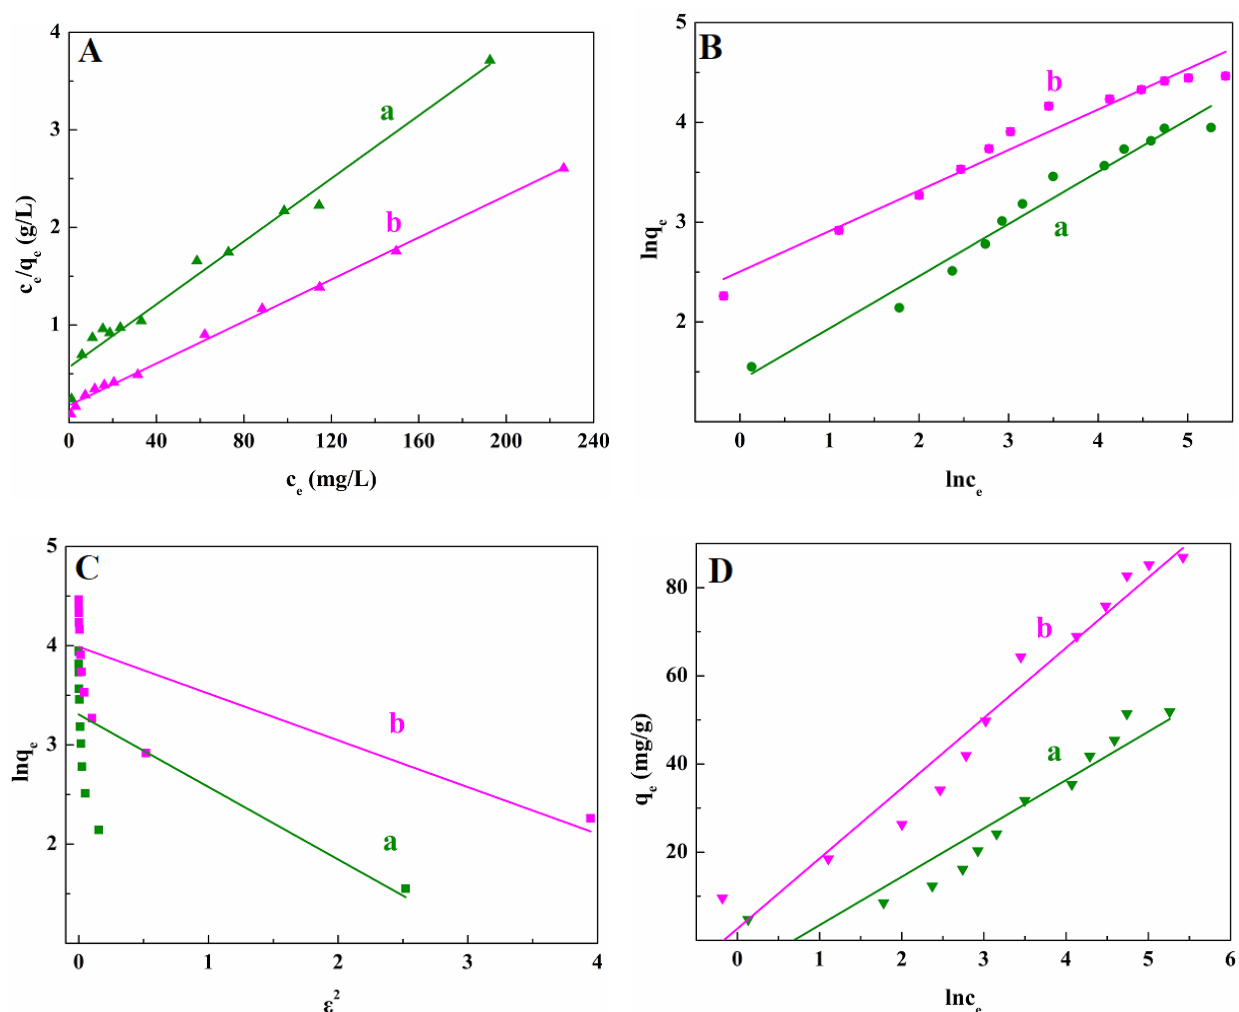 A
4
3
2
1
0 40 80 120 160 200 240
a
b
c_e/q_e (g/L)
c_e (mg/L)
B
5
4
3
2
0 1 2 3 4 5
b
a
lnq_e
lnc_e
C
5
4
3
2
0 1 2 3 4
b
a
lnq_e
ε²
D
80
60
40
20
0 1 2 3 4 5 6
b
a
q_e (mg/g)
lnc_e